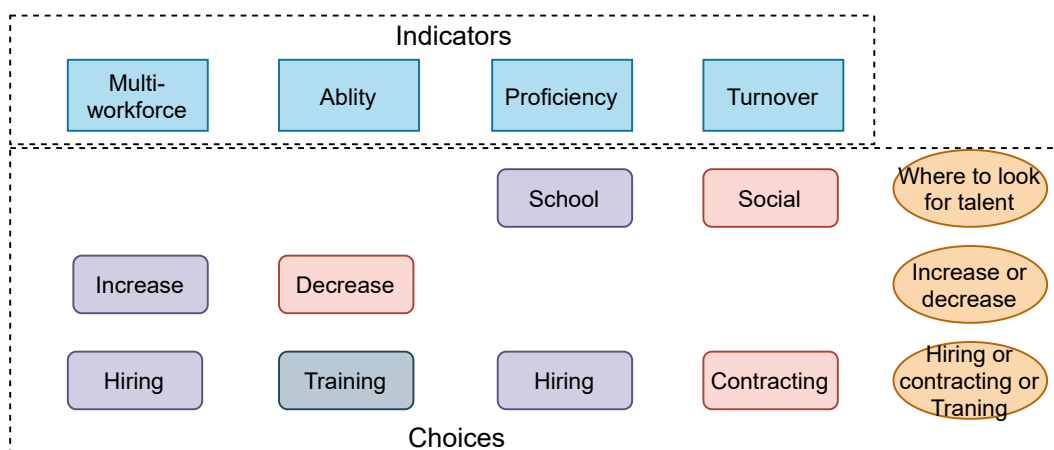 Indicators
Multi-
workforce
Ablity
Proficiency
Turnover
School
Social
Where to look
for talent
Increase
Decrease
Increase or
decrease
Hiring
Training
Hiring
Contracting
Hiring or
contracting or
Traning
Choices